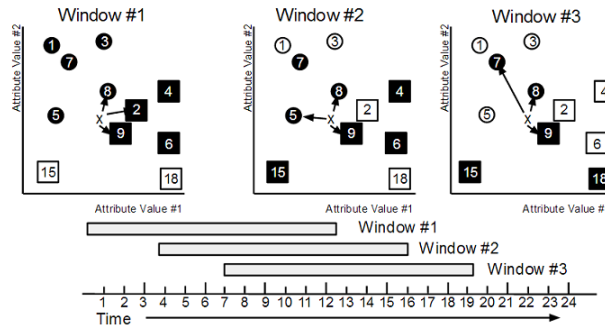 Window #1
Window #2
Window #3
Attribute Value #2
1
3
7
8
4
2
X
5
9
6
15
18
Attribute Value #1
Attribute Value #2
1
3
7
8
4
2
X
5
9
6
15
18
Attribute Value #1
Attribute Value #2
1
3
7
8
4
2
X
5
9
6
15
18
Attribute Value #
Window #1
Window #2
Window #3
1 2 3 4 5 6 7 8 9 10 11 12 13 14 15 16 17 18 19 20 21 22 23 24
Time